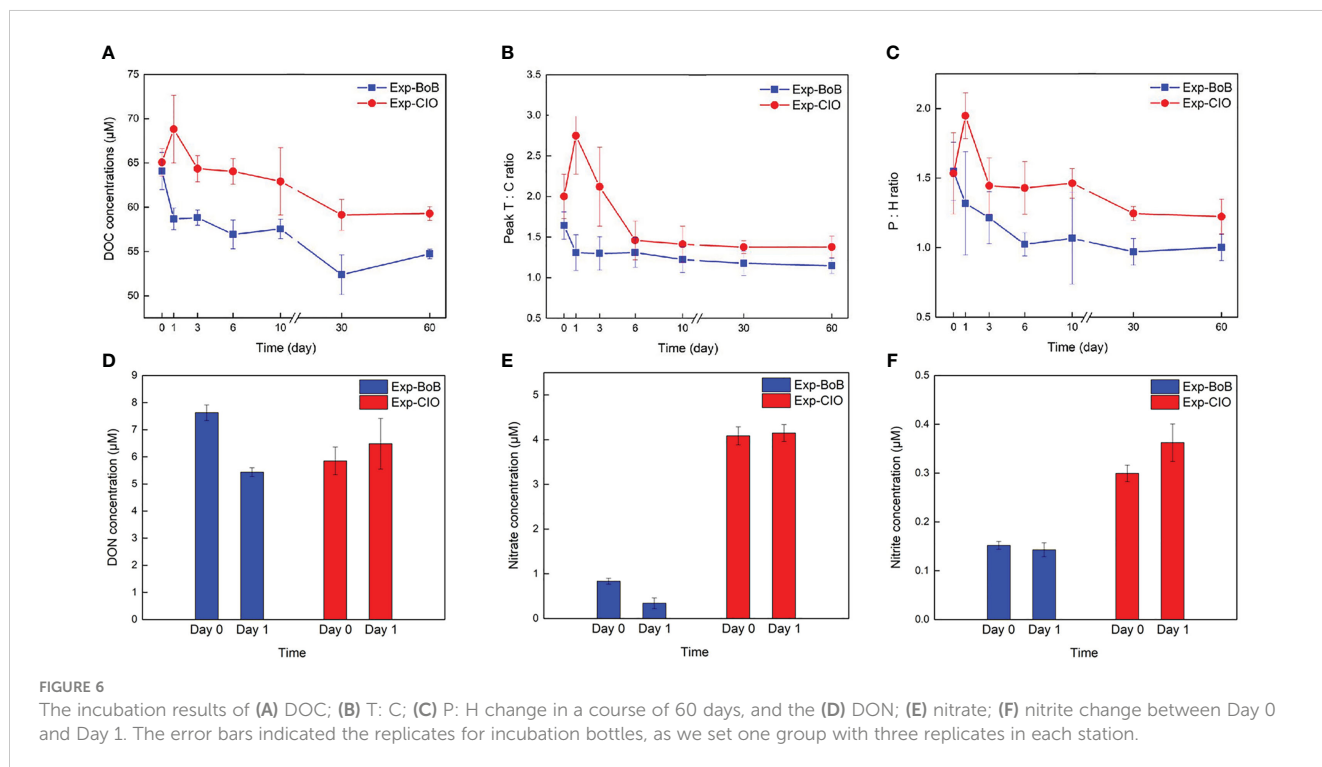 A
75
70
65
60
55
50
DOC concentrations (μM)
Exp-BoB
Exp-CIO
0 1 3 6 10 30 60
Time (day)
B
3.5
3.0
2.5
2.0
1.5
1.0
0.5
Peak T : C ratio
Exp-BoB
Exp-CIO
0 1 3 6 10 30 60
Time (day)
C
2.0
1.5
1.0
0.5
P : H ratio
Exp-BoB
Exp-CIO
0 1 3 6 10 30 60
Time (day)
D
9
8
7
6
5
4
3
2
1
0
DON concentration (μM)
Exp-BoB
Exp-CIO
Day 0 Day 1 Day 0 Day 1
Time
E
5
4
3
2
1
0
Nitrate concentration (μM)
Exp-BoB
Exp-CIO
Day 0 Day 1 Day 0 Day 1
Time
F
0.5
0.4
0.3
0.2
0.1
0.0
Nitrite concentration (μM)
Exp-BoB
Exp-CIO
Day 0 Day 1 Day 0 Day 1
Time
FIGURE 6
The incubation results of (A) DOC; (B) T: C; (C) P: H change in a course of 60 days, and the (D) DON; (E) nitrate; (F) nitrite change between Day 0
and Day 1. The error bars indicated the replicates for incubation bottles, as we set one group with three replicates in each station.